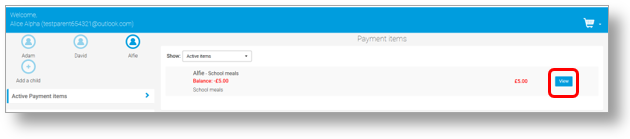 Welcome,
Alice Alpha (testparent654321@outlook.com)
Payment items
Adam
David
Alfie
Add a child
Active Payment Items
Show: Active items
Alfie - School meals
Balance: -£5.00
£5.00
View
School meals